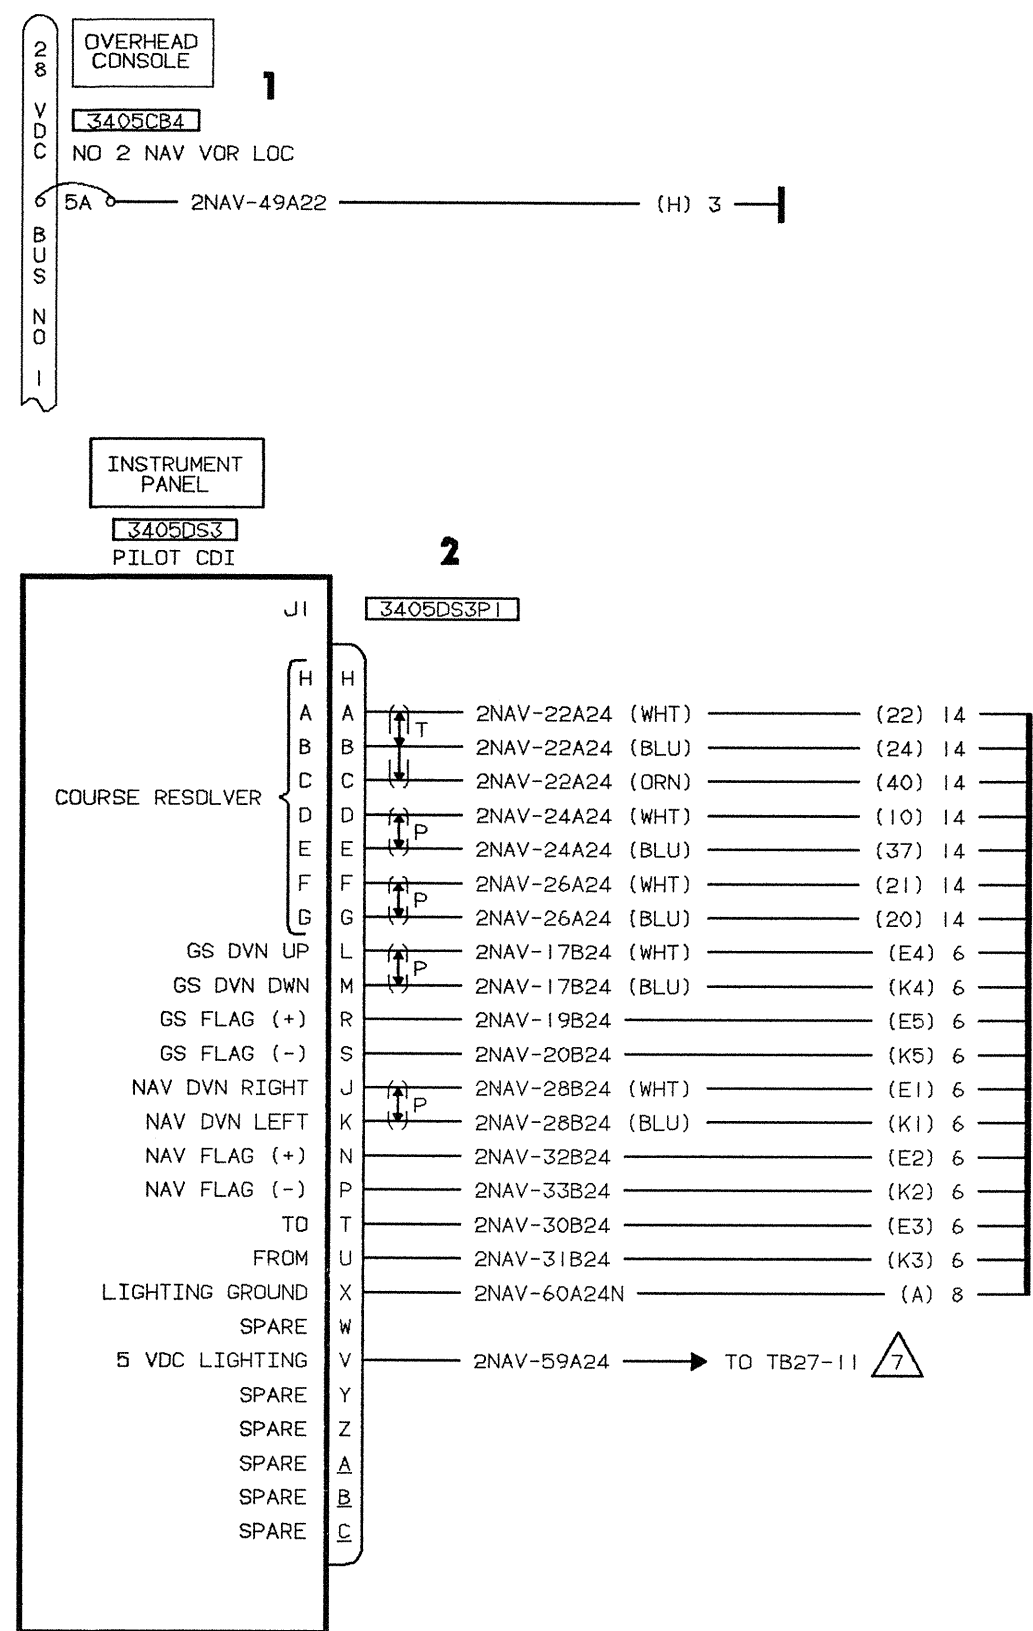 28 VDC BUS NO 1
OVERHEAD
CONSOLE
1
3405CB4
NO 2 NAV VOR LOC
5A 2NAV-49A22 (H) 3
INSTRUMENT
PANEL
3405DS3
PILOT CDI
2
J1 3405DS3P1
H H
A A T 2NAV-22A24 (WHT) (22) 14
B B 2NAV-22A24 (BLU) (24) 14
C C 2NAV-22A24 (ORN) (40) 14
COURSE RESOLVER
D D P 2NAV-24A24 (WHT) (10) 14
E E 2NAV-24A24 (BLU) (37) 14
F F P 2NAV-26A24 (WHT) (21) 14
G G 2NAV-26A24 (BLU) (20) 14
GS DVN UP L P 2NAV-17B24 (WHT) (E4) 6
GS DVN DWN M 2NAV-17B24 (BLU) (K4) 6
GS FLAG (+) R 2NAV-19B24 (E5) 6
GS FLAG (-) S 2NAV-20B24 (K5) 6
NAV DVN RIGHT J P 2NAV-28B24 (WHT) (E1) 6
NAV DVN LEFT K 2NAV-28B24 (BLU) (K1) 6
NAV FLAG (+) N 2NAV-32B24 (E2) 6
NAV FLAG (-) P 2NAV-33B24 (K2) 6
TO T 2NAV-30B24 (E3) 6
FROM U 2NAV-31B24 (K3) 6
LIGHTING GROUND X 2NAV-60A24N (A) 8
SPARE W
5 VDC LIGHTING V 2NAV-59A24 TO TB27-11 7
SPARE Y
SPARE Z
SPARE A
SPARE B
SPARE C